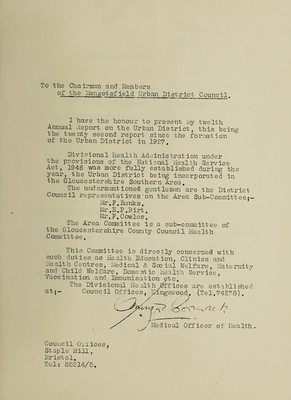 To the Chairman and Members
of the Mangotsfield Urban District Council.
I have the honour to present my twelth
Annual Report on the Urban District, this being
the twenty second report since the formation
of the Urban District in 1927.
Divisional Health Administration under
the provisions of the National Health Service
Act, 1946 was more fully established during the
year, the Urban District being incorporated in
the Gloucestershire Southern Area.
The undermentioned gentlemen are the District
Council representatives on the Area Sub-Committee;-
Mr.F.Banks.
Mr.E.F.Birt.
Mr.F.Cowles.
The Area Committee is a sub-committee of
the Gloucestershire County Council Health
Committee.
This Committee is directly concerned with
such duties as Health Education, Clinics and
Health Centres, Medical & Social Welfare, Maternity
and Child Welfare, Domestic Health Service,
Vaccination and Immunisation etc.
The Divisional Health Offices are established
at;- Council Offices, Kingswood. (Tel.74278).
Medical Officer of Health.
Council Offices,
Staple Hill,
Bristol.
Tel: 55214/5.